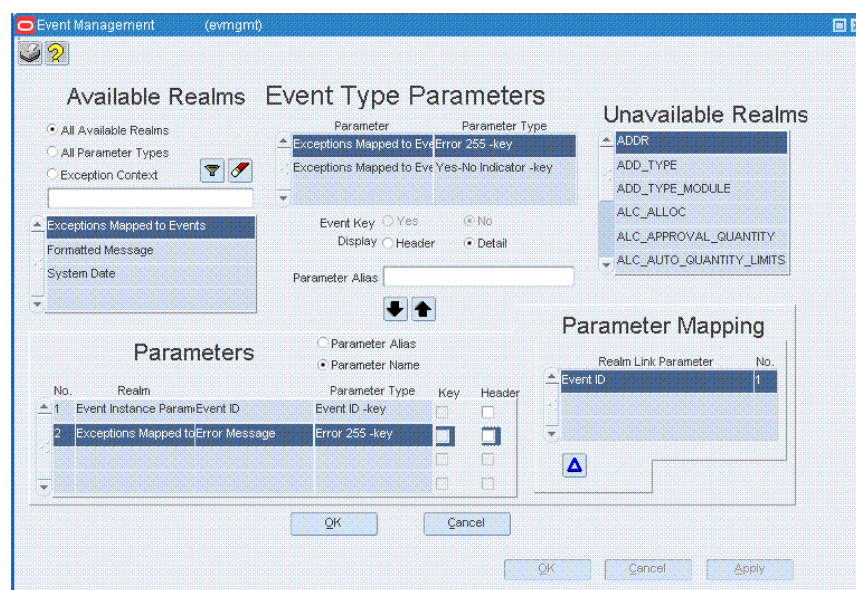 Event Management (evmgmt)
Available Realms
All Available Realms
All Parameter Types
Exception Context
Exceptions Mapped to Events
Formatted Message
System Date
Event Type Parameters
Parameter Parameter Type
Exceptions Mapped to Eve Error 255 -key
Exceptions Mapped to Eve Yes-No Indicator -key
Event Key Yes No
Display Header Detail
Parameter Alias
Unavailable Realms
ADDR
ADD_TYPE
ADD_TYPE_MODULE
ALC_ALLOC
ALC_APPROVAL_QUANTITY
ALC_AUTO_QUANTITY_LIMITS
Parameters
Parameter Alias
Parameter Name
No. Realm Parameter Type Key Header
1 Event Instance Param Event ID Event ID -key
2 Exceptions Mapped to Error Message Error 255 -key
Parameter Mapping
Realm Link Parameter No.
Event ID 1
OK Cancel
OK Cancel Apply